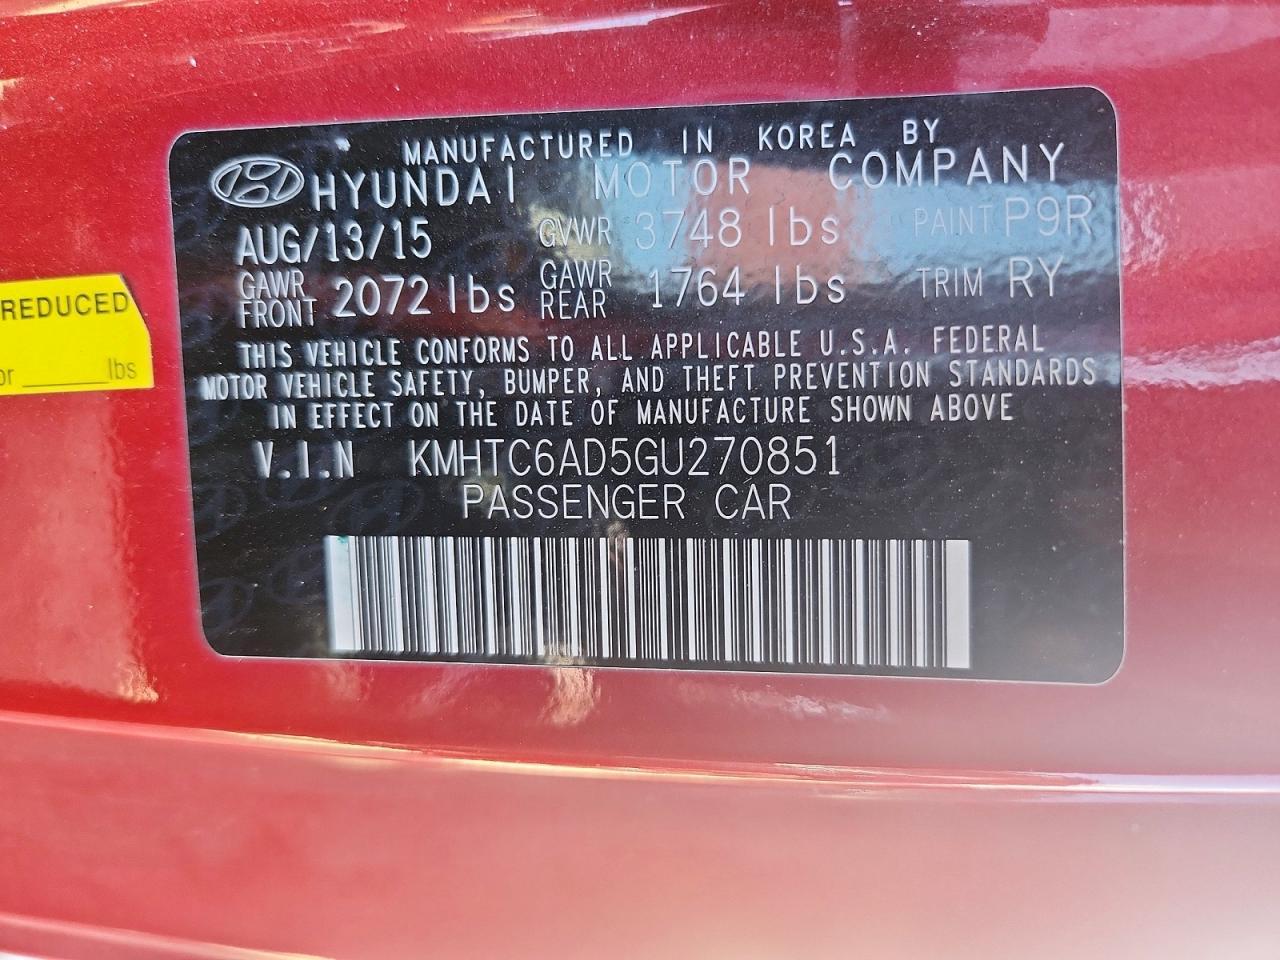 MANUFACTURED IN KOREA BY
HYUNDAI MOTOR COMPANY
AUG/13/15 GVWR 3748 lbs PAINT P9R
GAWR FRONT 2072 lbs GAWR REAR 1764 lbs TRIM RY
THIS VEHICLE CONFORMS TO ALL APPLICABLE U.S.A. FEDERAL
MOTOR VEHICLE SAFETY, BUMPER, AND THEFT PREVENTION STANDARDS
IN EFFECT ON THE DATE OF MANUFACTURE SHOWN ABOVE
V.I.N KMHTC6AD5GU270851
PASSENGER CAR
REDUCED
or ______lbs